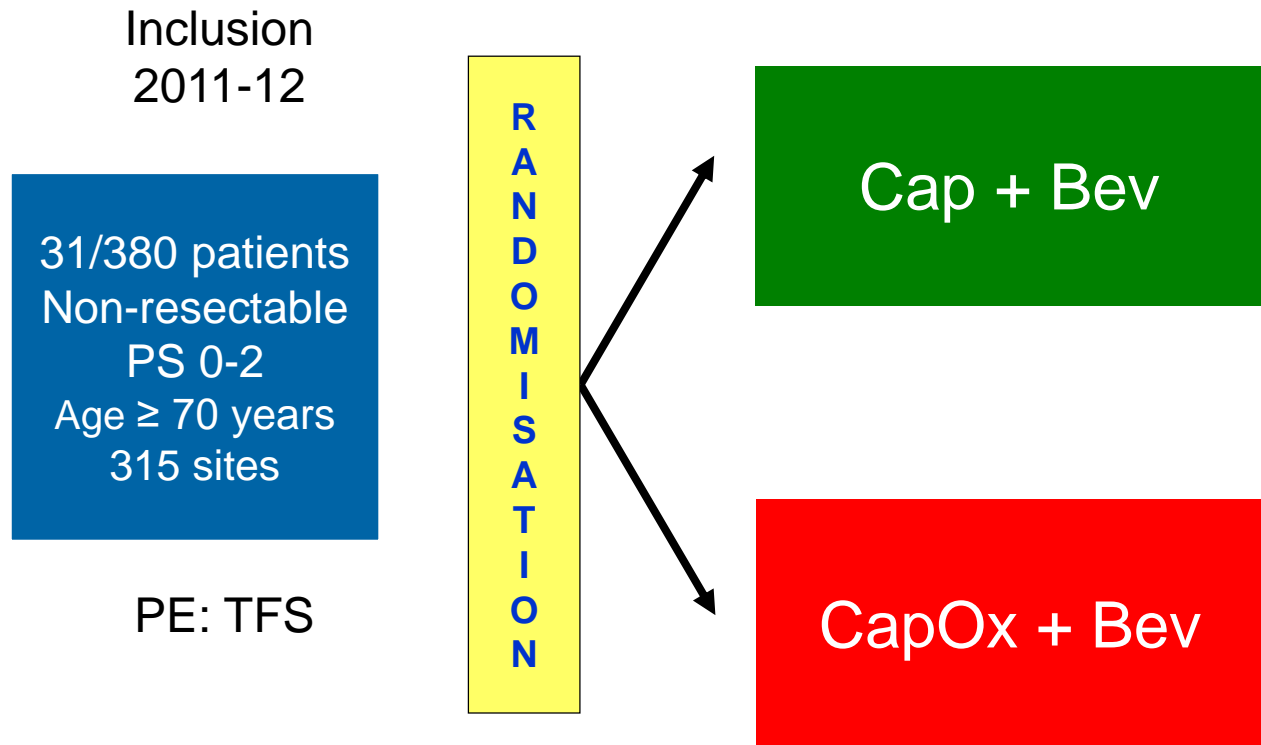 Inclusion
2011-12
31/380 patients
Non-resectable
PS 0-2
Age ≥ 70 years
315 sites
PE: TFS
R
A
N
D
O
M
I
S
A
T
I
O
N
Cap + Bev
CapOx + Bev